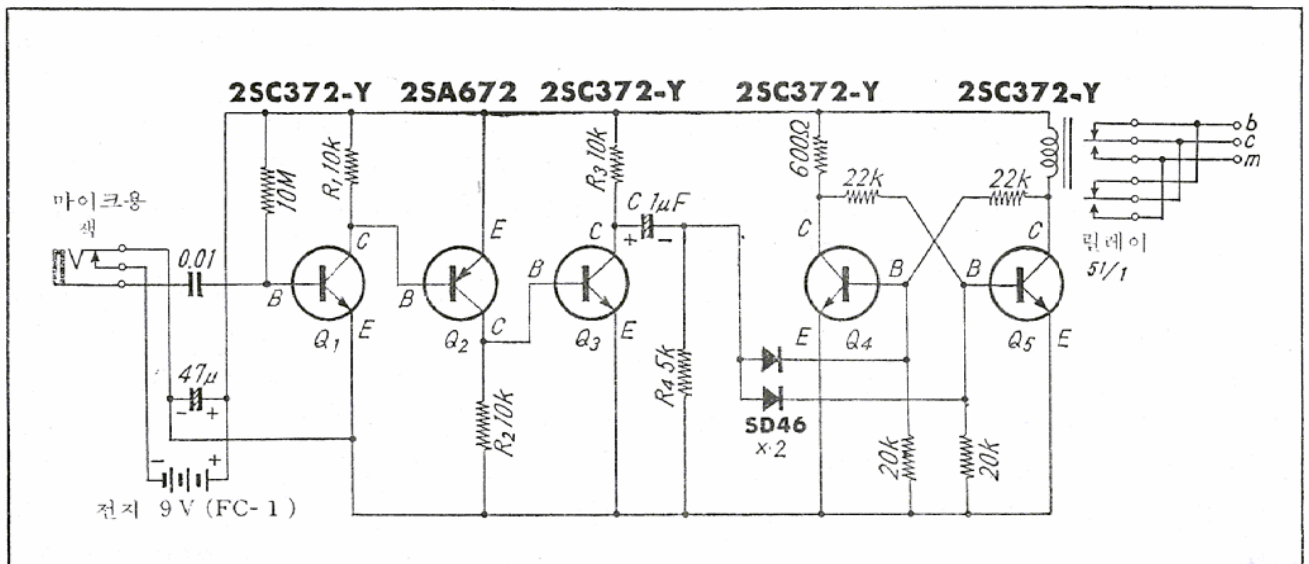 2SC372-Y 2SA672 2SC372-Y 2SC372-Y 2SC372-Y
마이크용
잭
0.01
10M
R₁ 10k
C
B
E
Q₁
47μ
- +
- +
전지 9V (FC-1)
E
B
C
Q₂
R₂ 10k
R₃ 10k
C
B
E
Q₃
C 1μF
+ -
R₄ 5k
SD46
×2
600Ω
22k
22k
C
B
E
Q₄
20k
20k
C
B
E
Q₅
b
c
m
릴레이
51/1